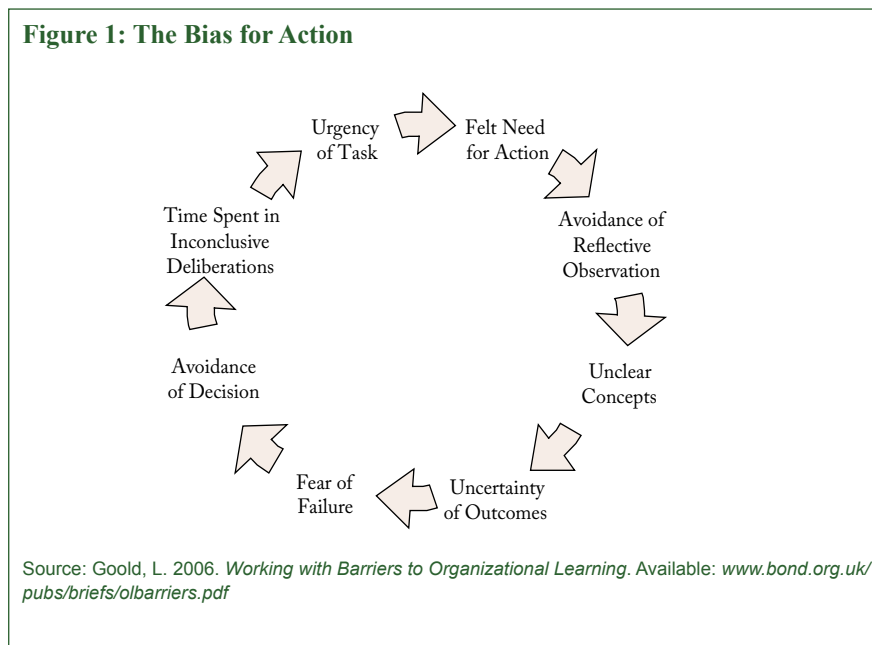 Figure 1: The Bias for Action
Urgency
of Task
Felt Need
for Action
Avoidance of
Reflective
Observation
Unclear
Concepts
Uncertainty
of Outcomes
Fear of
Failure
Avoidance
of Decision
Time Spent in
Inconclusive
Deliberations
Source: Goold, L. 2006. Working with Barriers to Organizational Learning. Available: www.bond.org.uk/
pubs/briefs/olbarriers.pdf